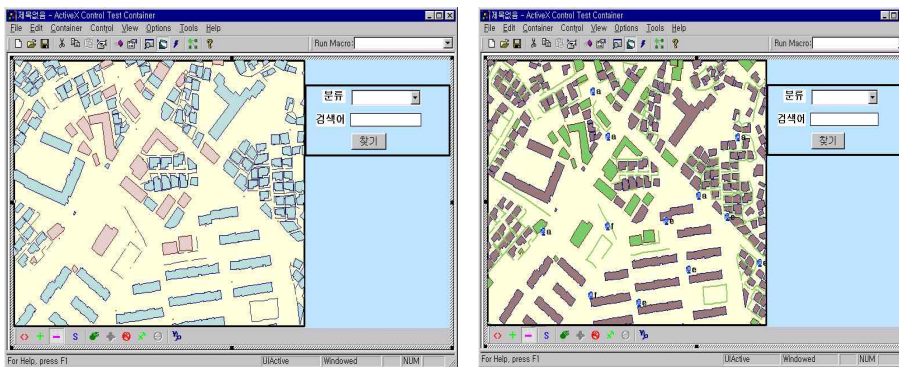 제목없음 - ActiveX Control Test Container
File Edit Container Control View Options Tools Help
Run Macro:
분류
검색어
찾기
For Help, press F1
UIActive
Windowed
NUM
제목없음 - ActiveX Control Test Container
File Edit Container Control View Options Tools Help
Run Macro:
분류
검색어
찾기
For Help, press F1
UIActive
Windowed
NUM